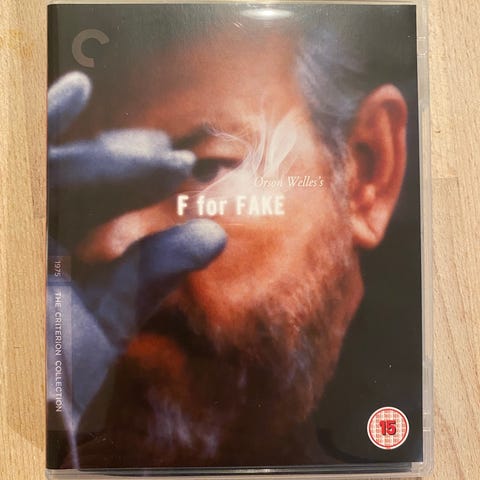 Orson Welles's
F for FAKE
1975
THE CRITERION COLLECTION
15